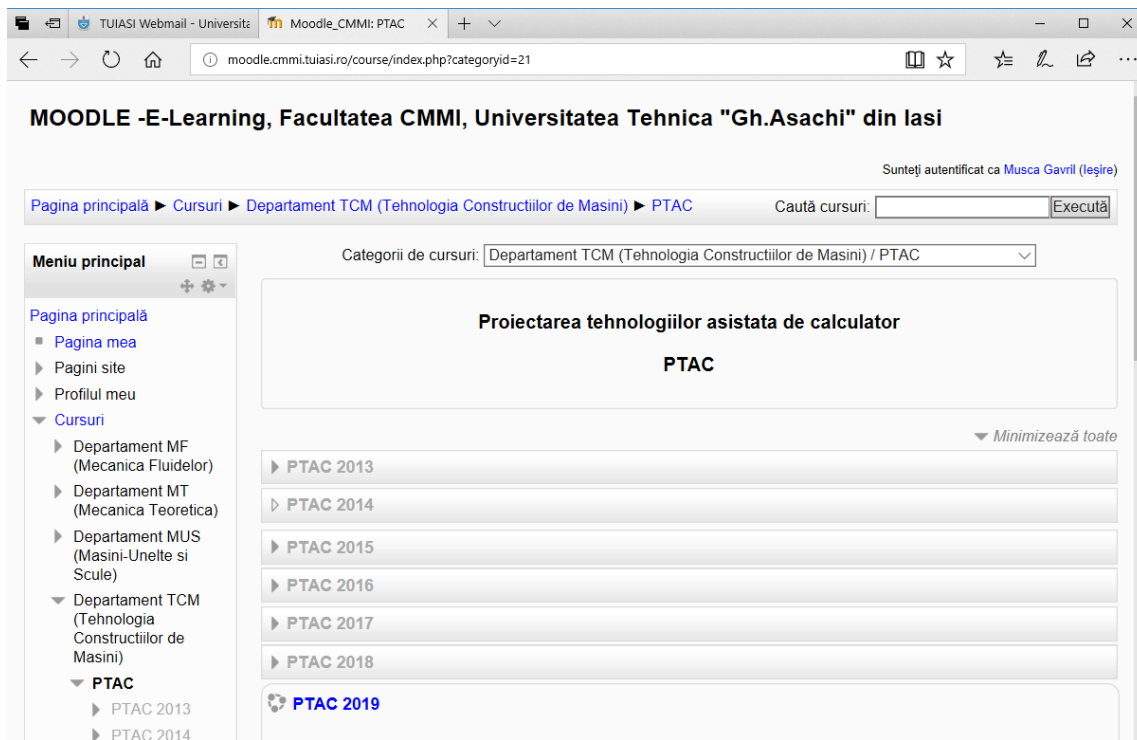 TUIASI Webmail - Universita
Moodle_CMMI: PTAC
moodle.cmmi.tuiasi.ro/course/index.php?categoryid=21
MOODLE -E-Learning, Facultatea CMMI, Universitatea Tehnica "Gh.Asachi" din Iasi
Sunteţi autentificat ca Musca Gavril (Ieşire)
Pagina principală ► Cursuri ► Departament TCM (Tehnologia Constructiilor de Masini) ► PTAC
Caută cursuri:
Execută
Meniu principal
Pagina principală
Pagina mea
Pagini site
Profilul meu
Cursuri
Departament MF
(Mecanica Fluidelor)
Departament MT
(Mecanica Teoretica)
Departament MUS
(Masini-Unelte si
Scule)
Departament TCM
(Tehnologia
Constructiilor de
Masini)
PTAC
PTAC 2013
PTAC 2014
Categorii de cursuri: Departament TCM (Tehnologia Constructiilor de Masini) / PTAC
Proiectarea tehnologiilor asistata de calculator
PTAC
Minimizează toate
PTAC 2013
PTAC 2014
PTAC 2015
PTAC 2016
PTAC 2017
PTAC 2018
PTAC 2019